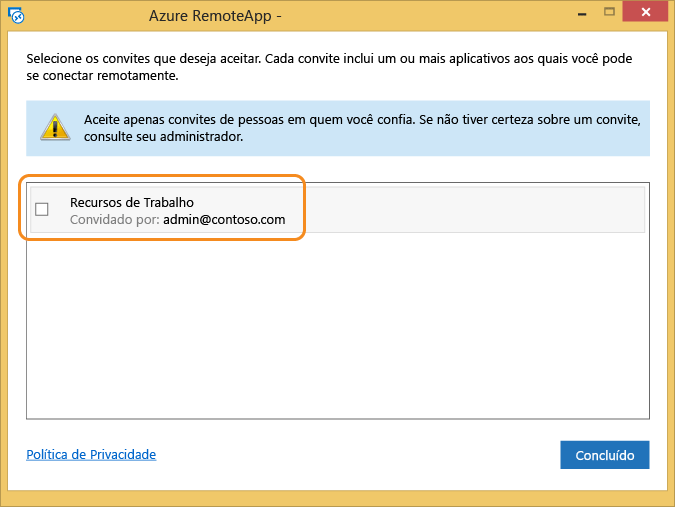 Azure RemoteApp -
Selecione os convites que deseja aceitar. Cada convite inclui um ou mais aplicativos aos quais você pode
se conectar remotamente.
Aceite apenas convites de pessoas em quem você confia. Se não tiver certeza sobre um convite,
consulte seu administrador.
Recursos de Trabalho
Convidado por: admin@contoso.com
Política de Privacidade
Concluído